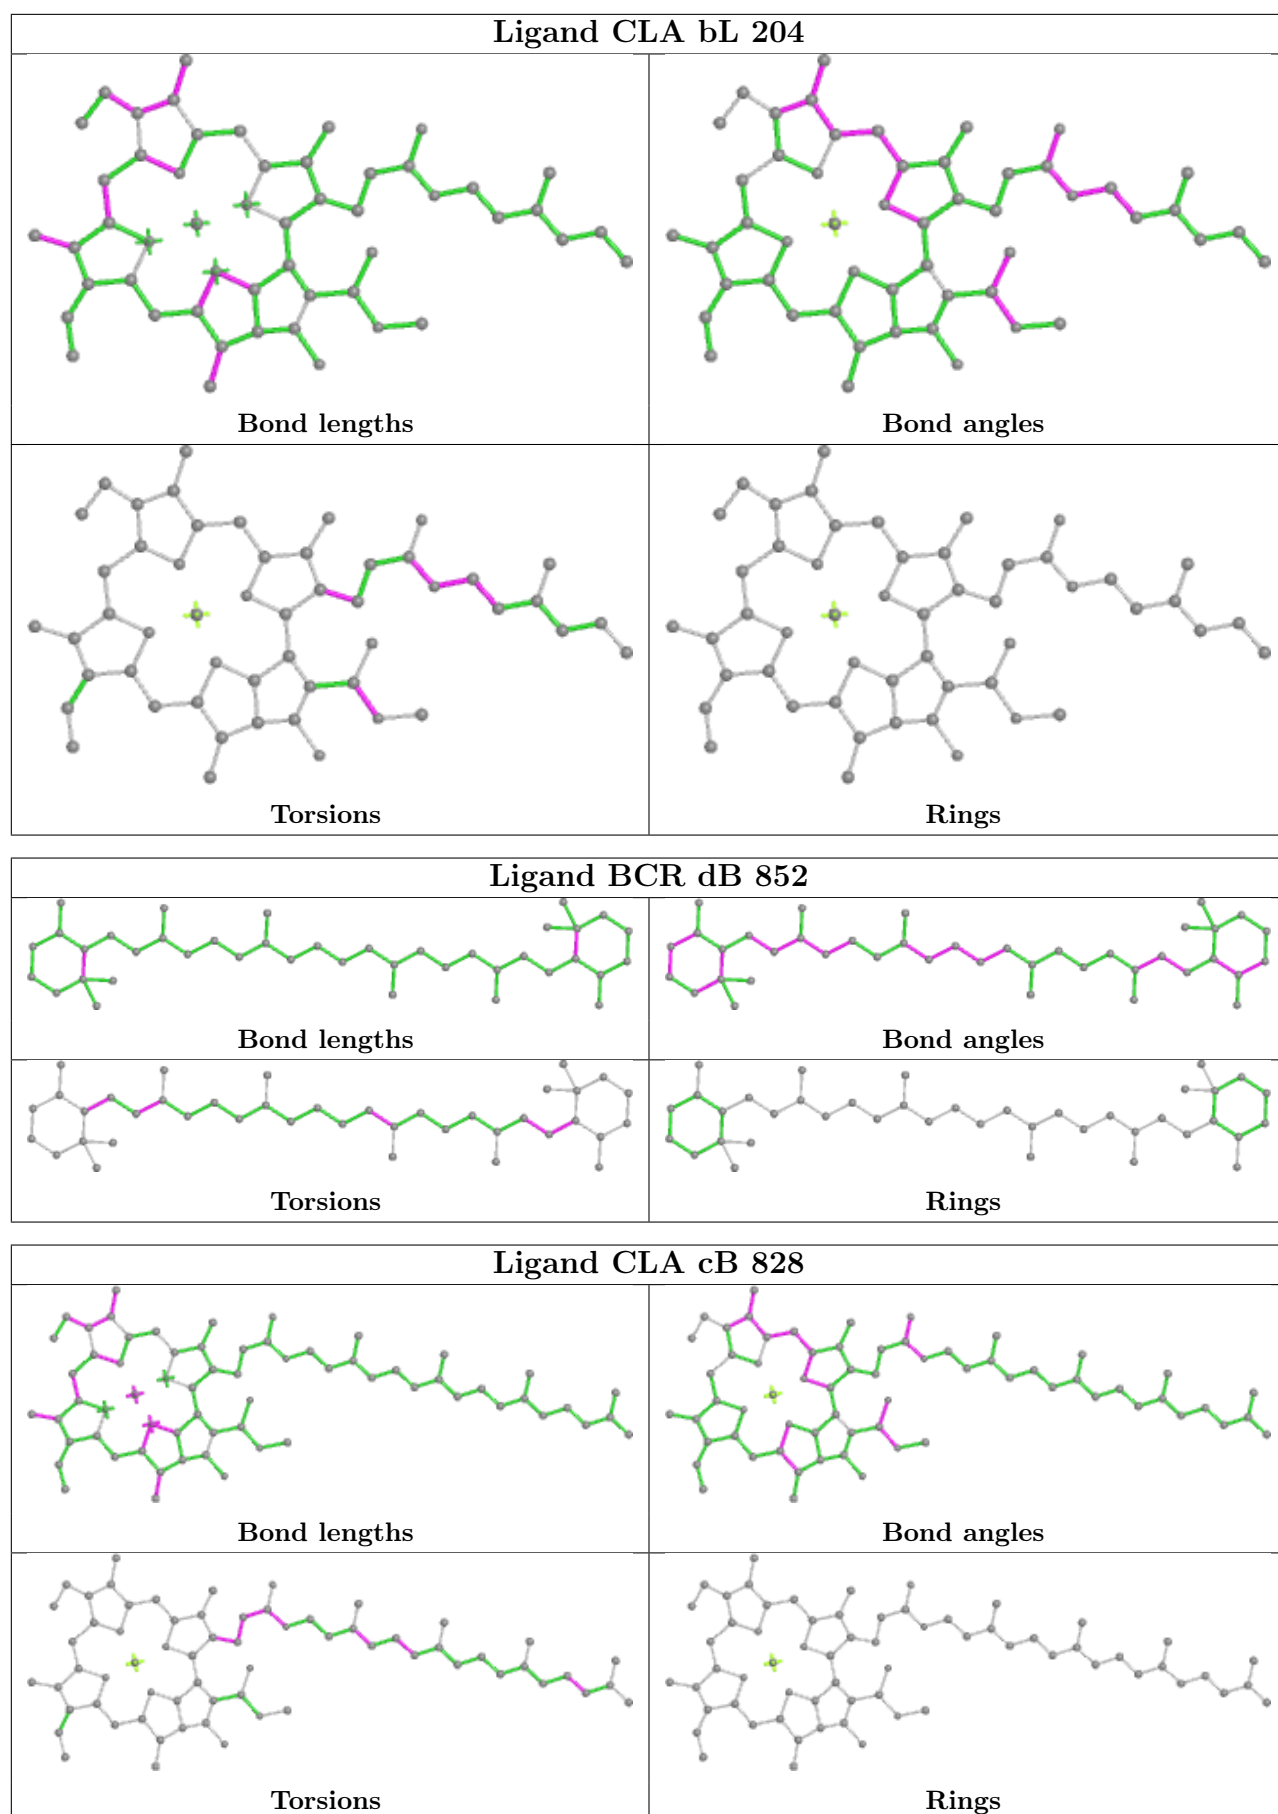 Ligand CLA bL 204
Bond lengths
Bond angles
Torsions
Rings
Ligand BCR dB 852
Bond lengths
Bond angles
Torsions
Rings
Ligand CLA cB 828
Bond lengths
Bond angles
Torsions
Rings